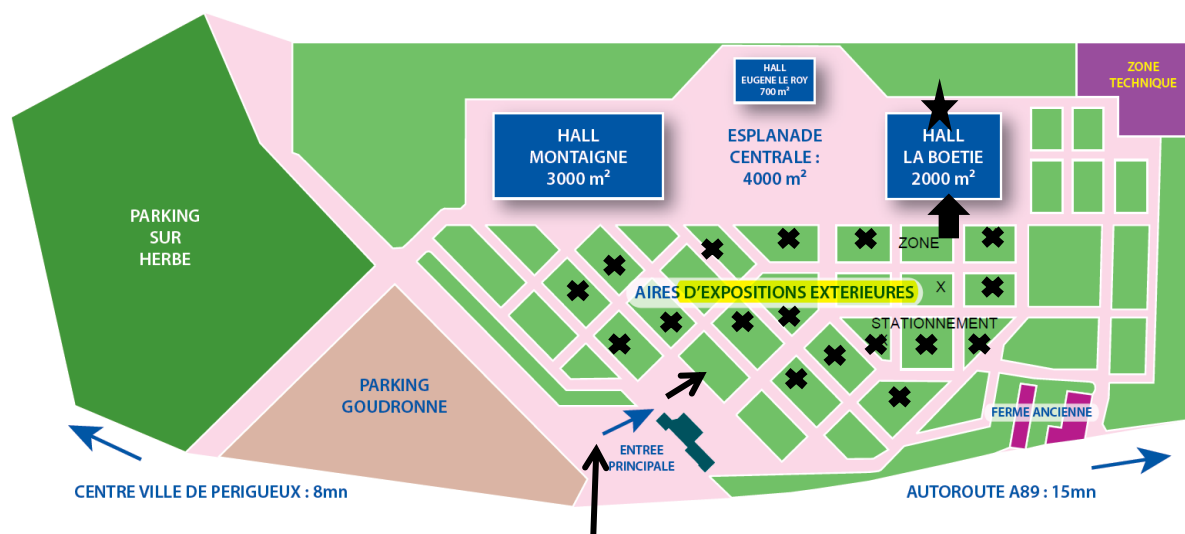 ZONE
TECHNIQUE
HALL
EUGENE LE ROY
700 m²
HALL
MONTAIGNE
3000 m²
ESPLANADE
CENTRALE :
4000 m²
HALL
LA BOETIE
2000 m²
PARKING
SUR
HERBE
ZONE
AIRES D'EXPOSITIONS EXTERIEURES
X
STATIONNEMENT
PARKING
GOUDRONNE
FERME ANCIENNE
ENTREE
PRINCIPALE
CENTRE VILLE DE PERIGUEUX : 8mn
AUTOROUTE A89 : 15mn